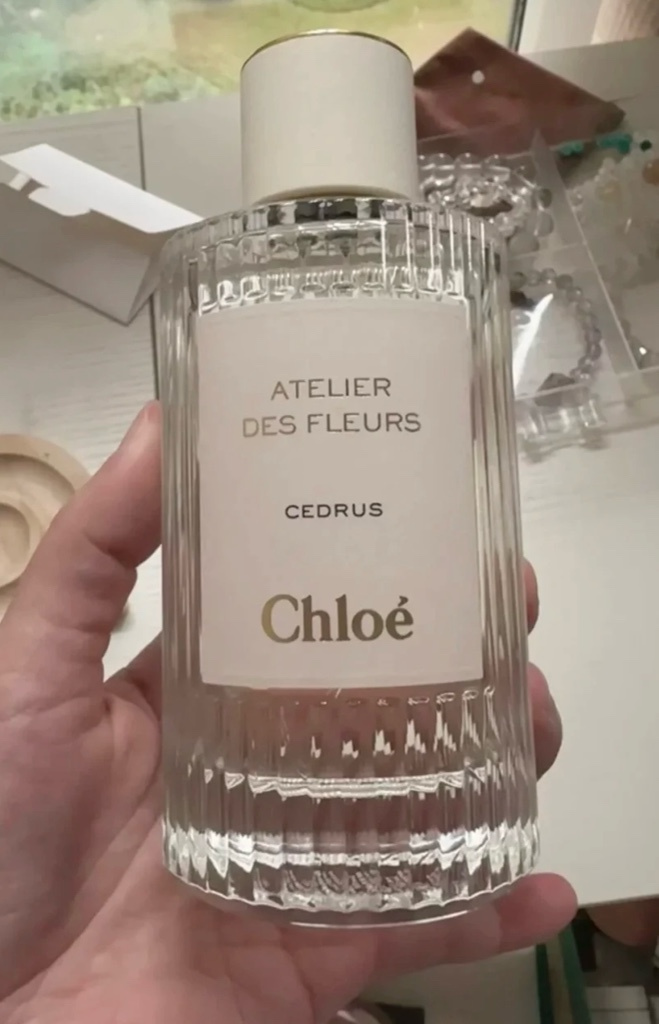 ATELIER
DES FLEURS
CEDRUS
Chloé